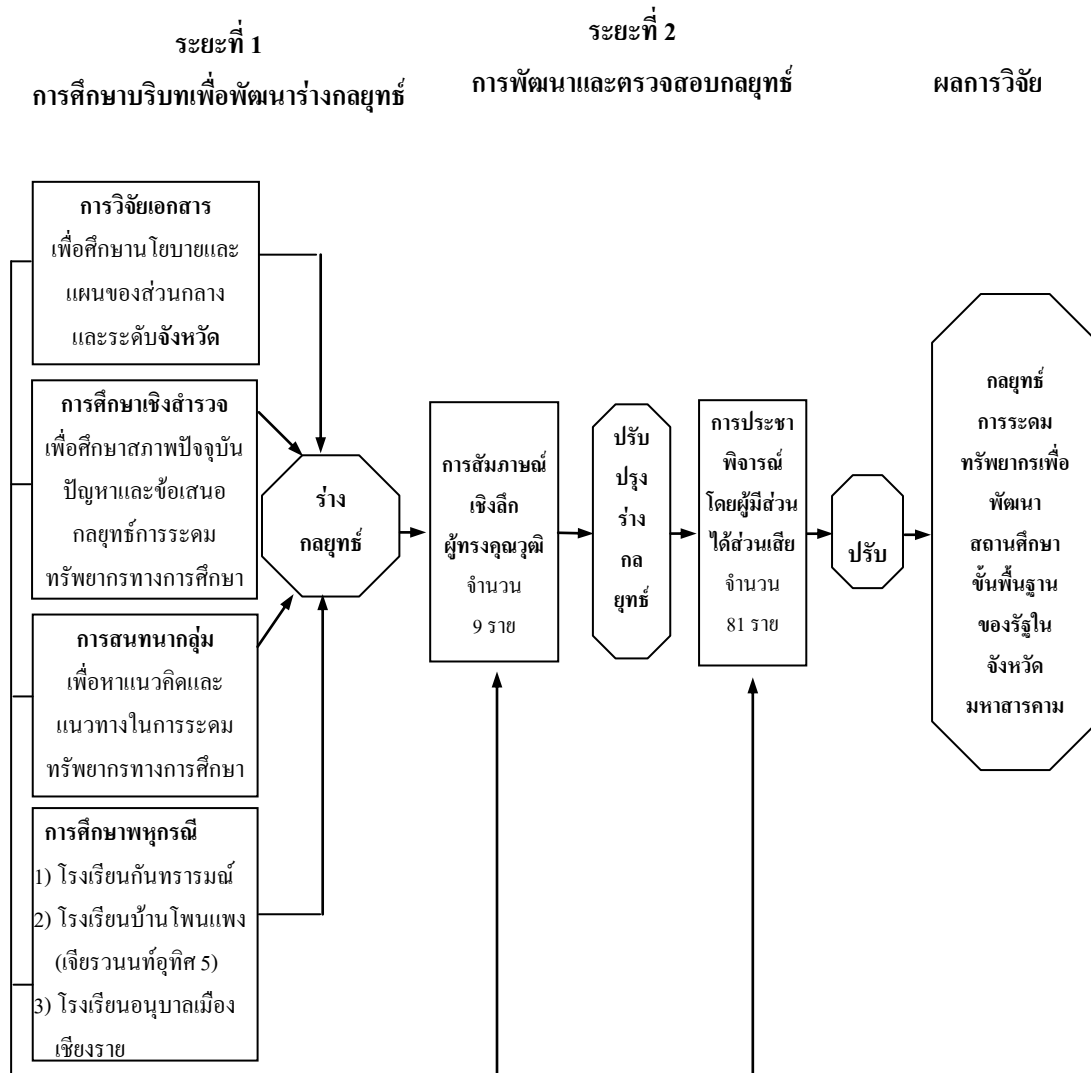 ระยะที่ 1
การศึกษาบริบทเพื่อพัฒนาร่างกลยุทธ์
ระยะที่ 2
การพัฒนาและตรวจสอบกลยุทธ์
ผลการวิจัย
การวิจัยเอกสาร
เพื่อศึกษานโยบายและ
แผนของส่วนกลาง
และระดับจังหวัด
การศึกษาเชิงสำรวจ
เพื่อศึกษาสภาพปัจจุบัน
ปัญหาและข้อเสนอ
กลยุทธ์การระดม
ทรัพยากรทางการศึกษา
การสนทนากลุ่ม
เพื่อหาแนวคิดและ
แนวทางในการระดม
ทรัพยากรทางการศึกษา
การศึกษาพหุกรณี
1) โรงเรียนกันทรารมณ์
2) โรงเรียนบ้านโพนแพง
(เจียรวนนท์อุทิศ 5)
3) โรงเรียนอนุบาลเมือง
เชียงราย
ร่าง
กลยุทธ์
การสัมภาษณ์
เชิงลึก
ผู้ทรงคุณวุฒิ
จำนวน
9 ราย
ปรับ
ปรุง
ร่าง
กล
ยุทธ์
การประชา
พิจารณ์
โดยผู้มีส่วน
ได้ส่วนเสีย
จำนวน
81 ราย
ปรับ
กลยุทธ์
การระดม
ทรัพยากรเพื่อ
พัฒนา
สถานศึกษา
ขั้นพื้นฐาน
ของรัฐใน
จังหวัด
มหาสารคาม